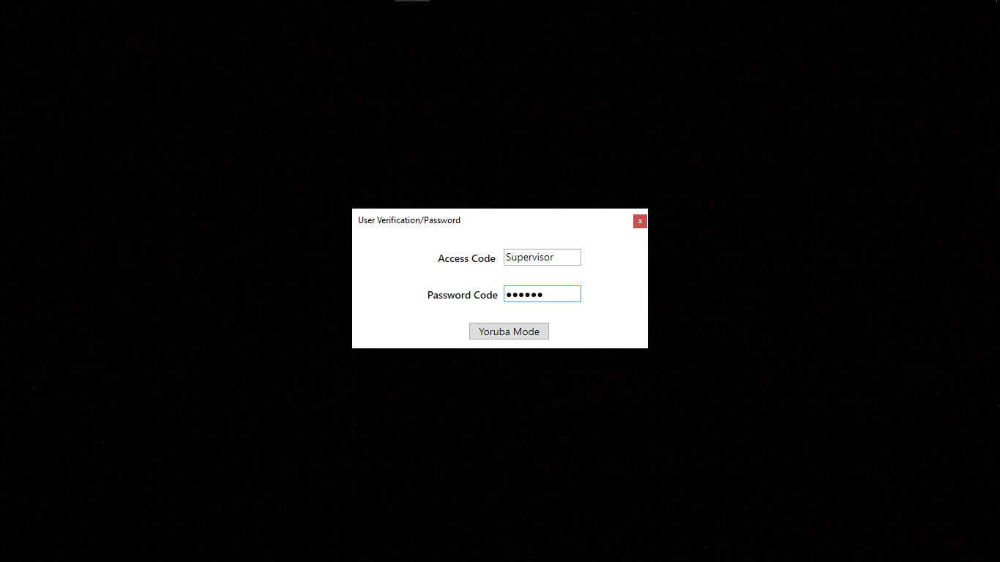 User Verification/Password
x
Access Code Supervisor
Password Code ●●●●●●
Yoruba Mode